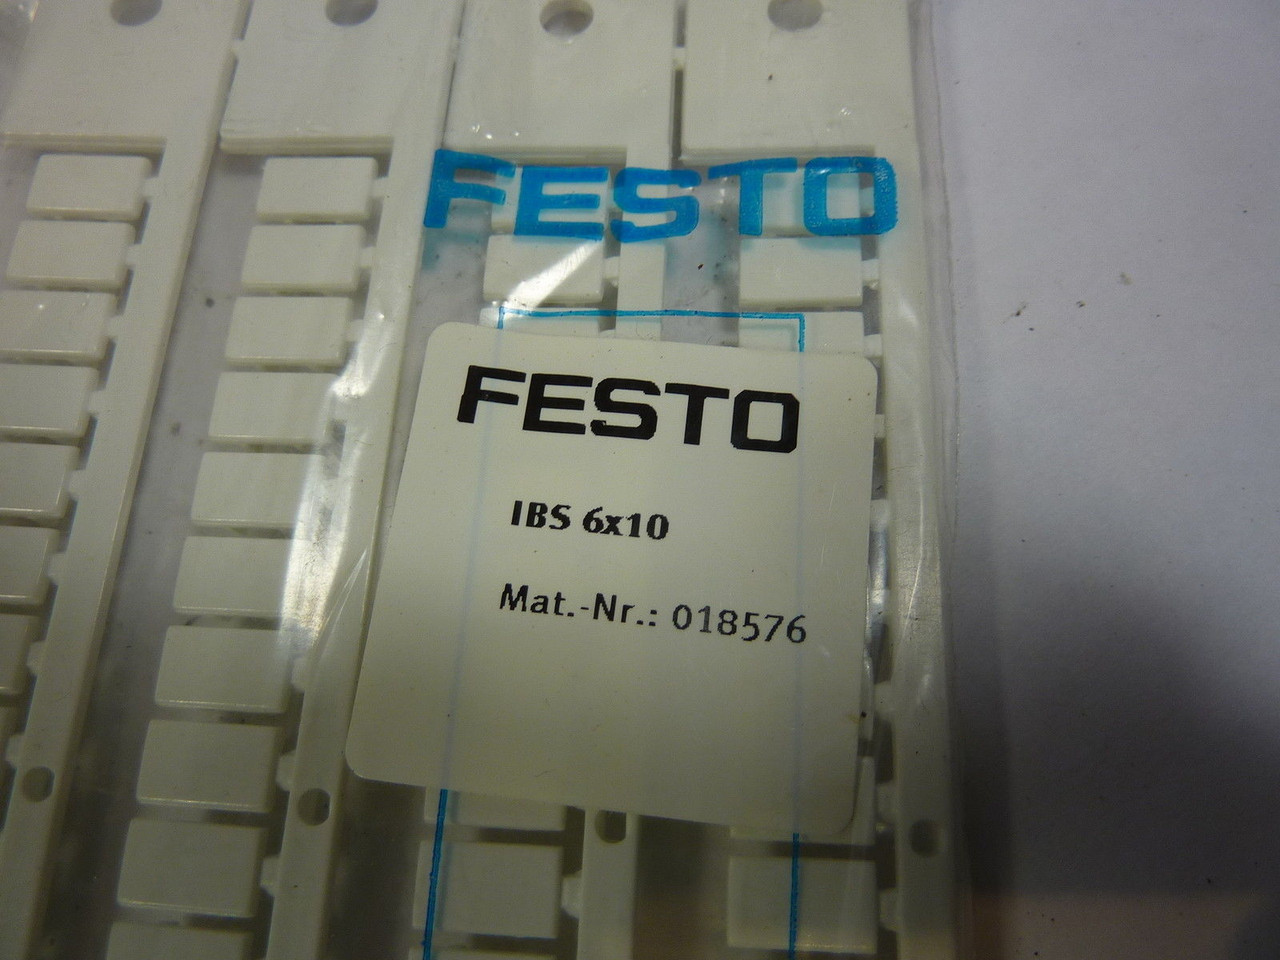 FESTO
FESTO
IBS 6x10
Mat.-Nr.: 018576